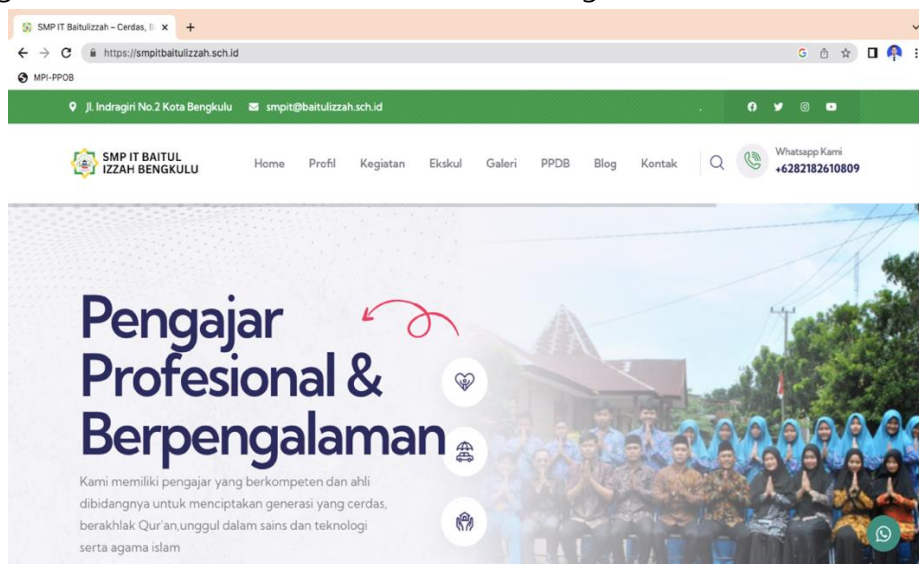 SMP IT Baitulizzah – Cerdas, B
https://smpitbaitulizzah.sch.id
MPI-PPOB
Jl. Indragiri No.2 Kota Bengkulu smpit@baitulizzah.sch.id
SMP IT BAITUL
IZZAH BENGKULU
Home Profil Kegiatan Ekskul Galeri PPDB Blog Kontak
Whatsapp Kami
+6282182610809
Pengajar
Profesional &
Berpengalaman
Kami memiliki pengajar yang berkompeten dan ahli
dibidangnya untuk menciptakan generasi yang cerdas,
berakhlak Qur'an,unggul dalam sains dan teknologi
serta agama islam